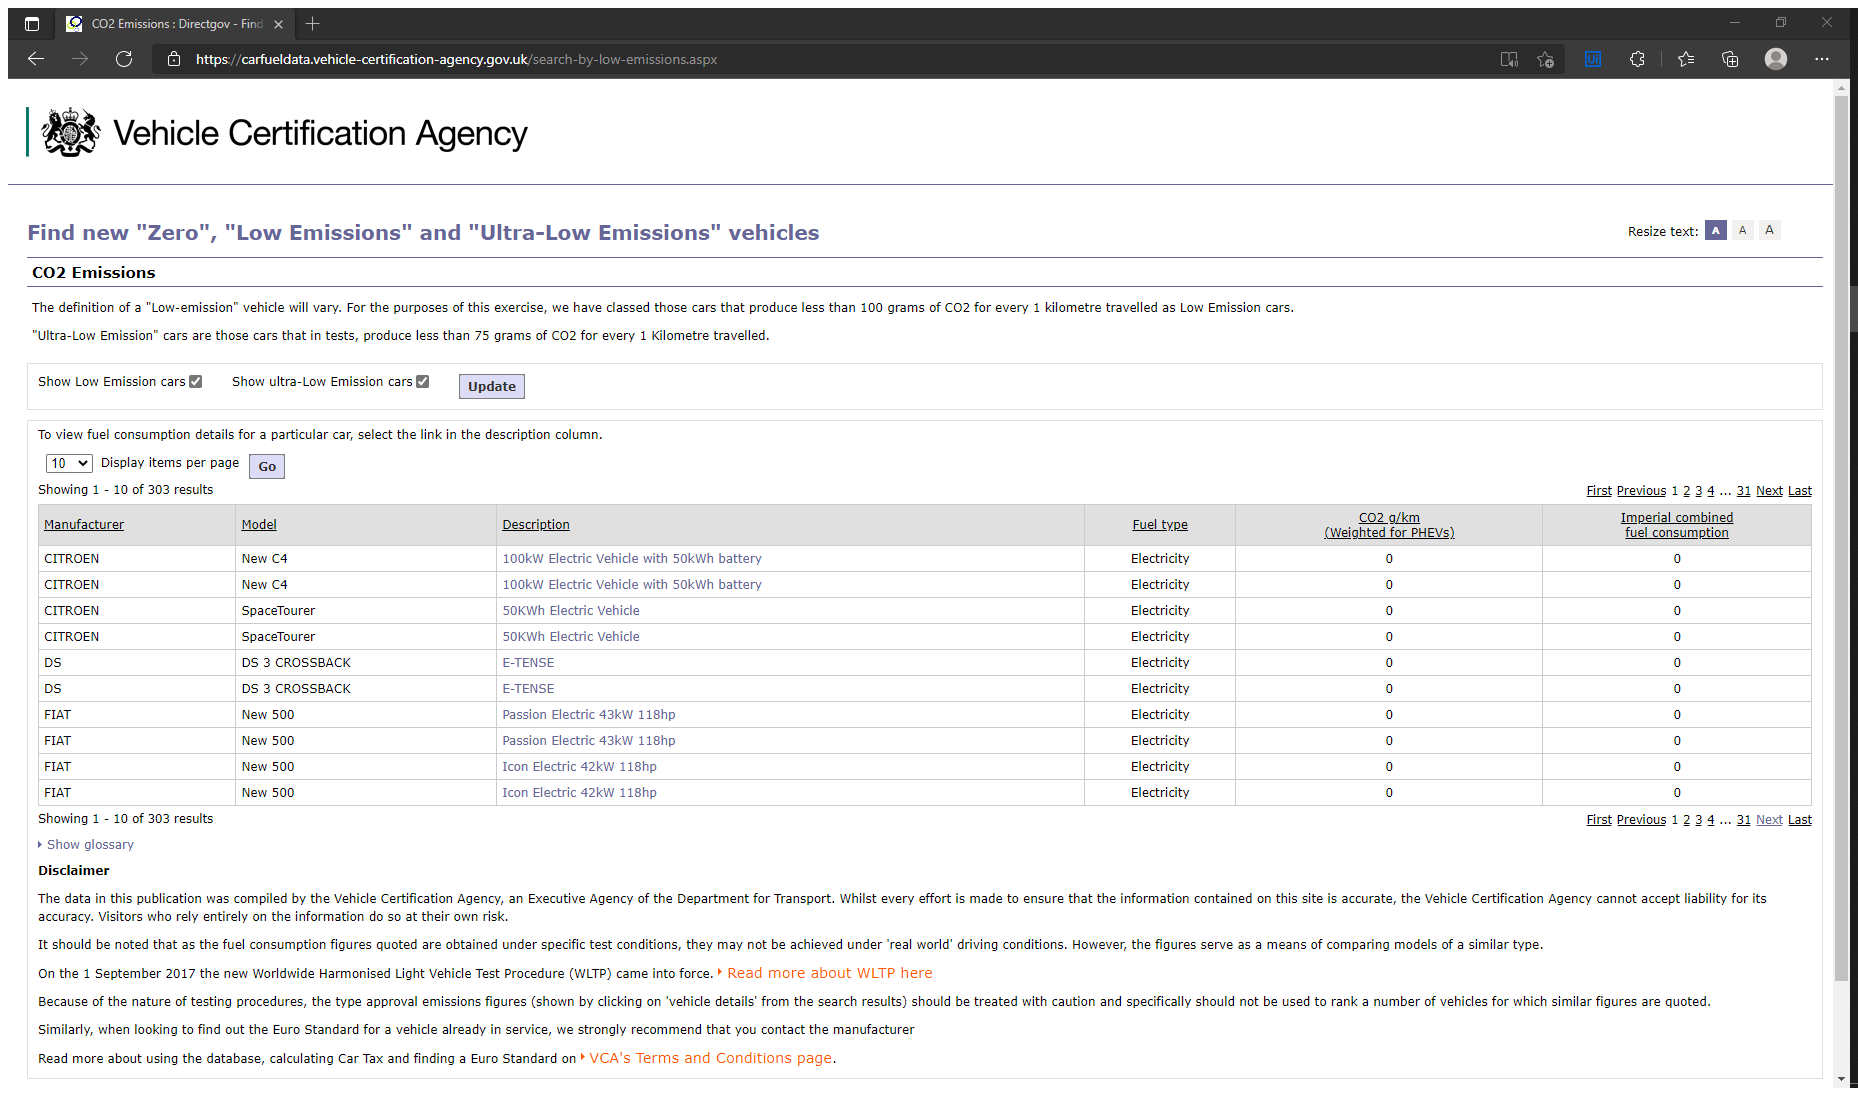 CO2 Emissions : Directgov - Find
https://carfueldata.vehicle-certification-agency.gov.uk/search-by-low-emissions.aspx
Vehicle Certification Agency
Find new "Zero", "Low Emissions" and "Ultra-Low Emissions" vehicles
Resize text: A A A
CO2 Emissions
The definition of a "Low-emission" vehicle will vary. For the purposes of this exercise, we have classed those cars that produce less than 100 grams of CO2 for every 1 kilometre travelled as Low Emission cars.
"Ultra-Low Emission" cars are those cars that in tests, produce less than 75 grams of CO2 for every 1 Kilometre travelled.
Show Low Emission cars Show ultra-Low Emission cars Update
To view fuel consumption details for a particular car, select the link in the description column.
10 Display items per page Go
Showing 1 - 10 of 303 results First Previous 1 2 3 4 ... 31 Next Last
Manufacturer Model Description Fuel type CO2 g/km (Weighted for PHEVs) Imperial combined fuel consumption
CITROEN New C4 100kW Electric Vehicle with 50kWh battery Electricity 0 0
CITROEN New C4 100kW Electric Vehicle with 50kWh battery Electricity 0 0
CITROEN SpaceTourer 50KWh Electric Vehicle Electricity 0 0
CITROEN SpaceTourer 50KWh Electric Vehicle Electricity 0 0
DS DS 3 CROSSBACK E-TENSE Electricity 0 0
DS DS 3 CROSSBACK E-TENSE Electricity 0 0
FIAT New 500 Passion Electric 43kW 118hp Electricity 0 0
FIAT New 500 Passion Electric 43kW 118hp Electricity 0 0
FIAT New 500 Icon Electric 42kW 118hp Electricity 0 0
FIAT New 500 Icon Electric 42kW 118hp Electricity 0 0
Showing 1 - 10 of 303 results First Previous 1 2 3 4 ... 31 Next Last
Show glossary
Disclaimer
The data in this publication was compiled by the Vehicle Certification Agency, an Executive Agency of the Department for Transport. Whilst every effort is made to ensure that the information contained on this site is accurate, the Vehicle Certification Agency cannot accept liability for its
accuracy. Visitors who rely entirely on the information do so at their own risk.
It should be noted that as the fuel consumption figures quoted are obtained under specific test conditions, they may not be achieved under 'real world' driving conditions. However, the figures serve as a means of comparing models of a similar type.
On the 1 September 2017 the new Worldwide Harmonised Light Vehicle Test Procedure (WLTP) came into force. Read more about WLTP here
Because of the nature of testing procedures, the type approval emissions figures (shown by clicking on 'vehicle details' from the search results) should be treated with caution and specifically should not be used to rank a number of vehicles for which similar figures are quoted.
Similarly, when looking to find out the Euro Standard for a vehicle already in service, we strongly recommend that you contact the manufacturer
Read more about using the database, calculating Car Tax and finding a Euro Standard on VCA's Terms and Conditions page.